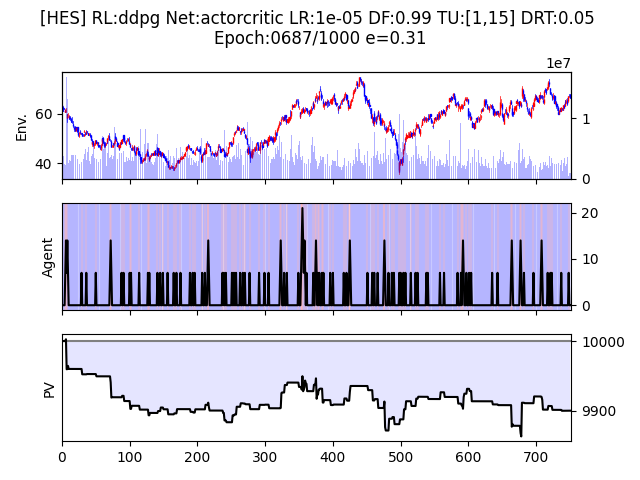 [HES] RL:ddpg Net:actorcritic LR:1e-05 DF:0.99 TU:[1,15] DRT:0.05
Epoch:0687/1000 e=0.31
1e7
Env.
60
40
1
0
Agent
20
10
0
PV
10000
9900
0 100 200 300 400 500 600 700